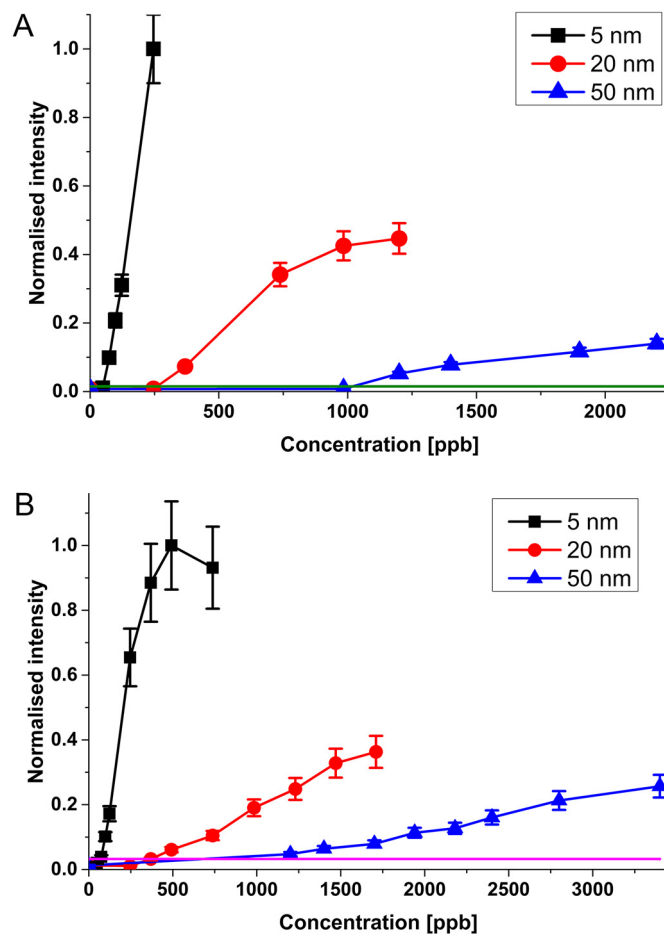 A
5 nm
20 nm
50 nm
Normalised intensity
1.0
0.8
0.6
0.4
0.2
0.0
0 500 1000 1500 2000
Concentration [ppb]
B
5 nm
20 nm
50 nm
Normalised intensity
1.0
0.8
0.6
0.4
0.2
0.0
0 500 1000 1500 2000 2500 3000
Concentration [ppb]